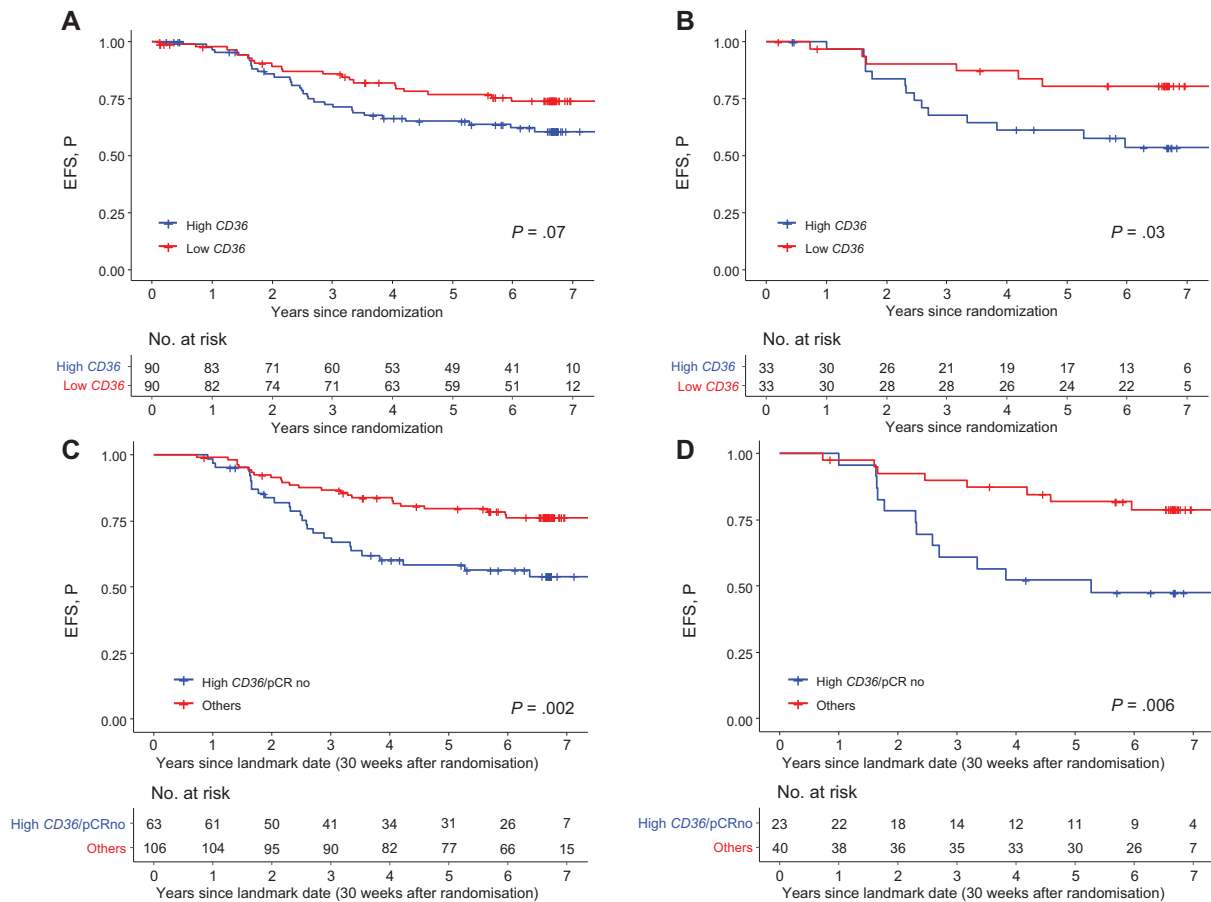 A
EFS, P
1.00
0.75
0.50
0.25
0.00
High CD36
Low CD36
P = .07
0 1 2 3 4 5 6 7
Years since randomization
No. at risk
High CD36 90 83 71 60 53 49 41 10
Low CD36 90 82 74 71 63 59 51 12
0 1 2 3 4 5 6 7
Years since randomization
B
EFS, P
1.00
0.75
0.50
0.25
0.00
High CD36
Low CD36
P = .03
0 1 2 3 4 5 6 7
Years since randomization
No. at risk
High CD36 33 30 26 21 19 17 13 6
Low CD36 33 30 28 28 26 24 22 5
0 1 2 3 4 5 6 7
Years since randomization
C
EFS, P
1.00
0.75
0.50
0.25
0.00
High CD36/pCR no
Others
P = .002
0 1 2 3 4 5 6 7
Years since landmark date (30 weeks after randomisation)
No. at risk
High CD36/pCRno 63 61 50 41 34 31 26 7
Others 106 104 95 90 82 77 66 15
0 1 2 3 4 5 6 7
Years since landmark date (30 weeks after randomisation)
D
EFS, P
1.00
0.75
0.50
0.25
0.00
High CD36/pCR no
Others
P = .006
0 1 2 3 4 5 6 7
Years since landmark date (30 weeks after randomisation)
No. at risk
High CD36/pCRno 23 22 18 14 12 11 9 4
Others 40 38 36 35 33 30 26 7
0 1 2 3 4 5 6 7
Years since landmark date (30 weeks after randomisation)